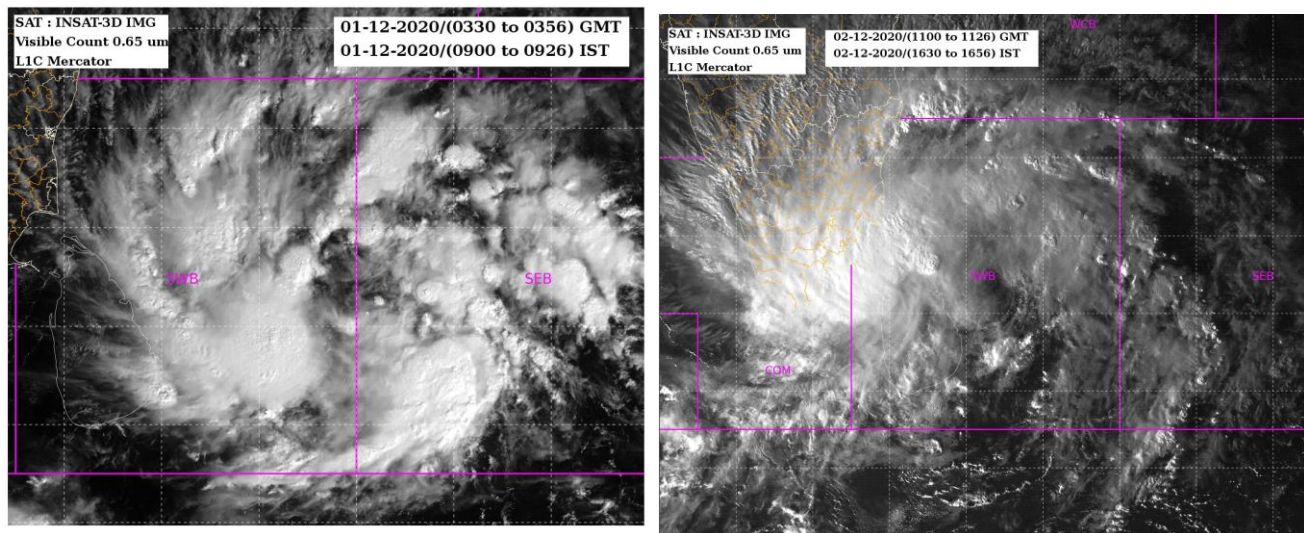 SAT : INSAT-3D IMG
Visible Count 0.65 um
L1C Mercator
01-12-2020/(0330 to 0356) GMT
01-12-2020/(0900 to 0926) IST
SWB
SEB
SAT : INSAT-3D IMG
Visible Count 0.65 um
L1C Mercator
02-12-2020/(1100 to 1126) GMT
02-12-2020/(1630 to 1656) IST
WCB
SWB
SEB
COM